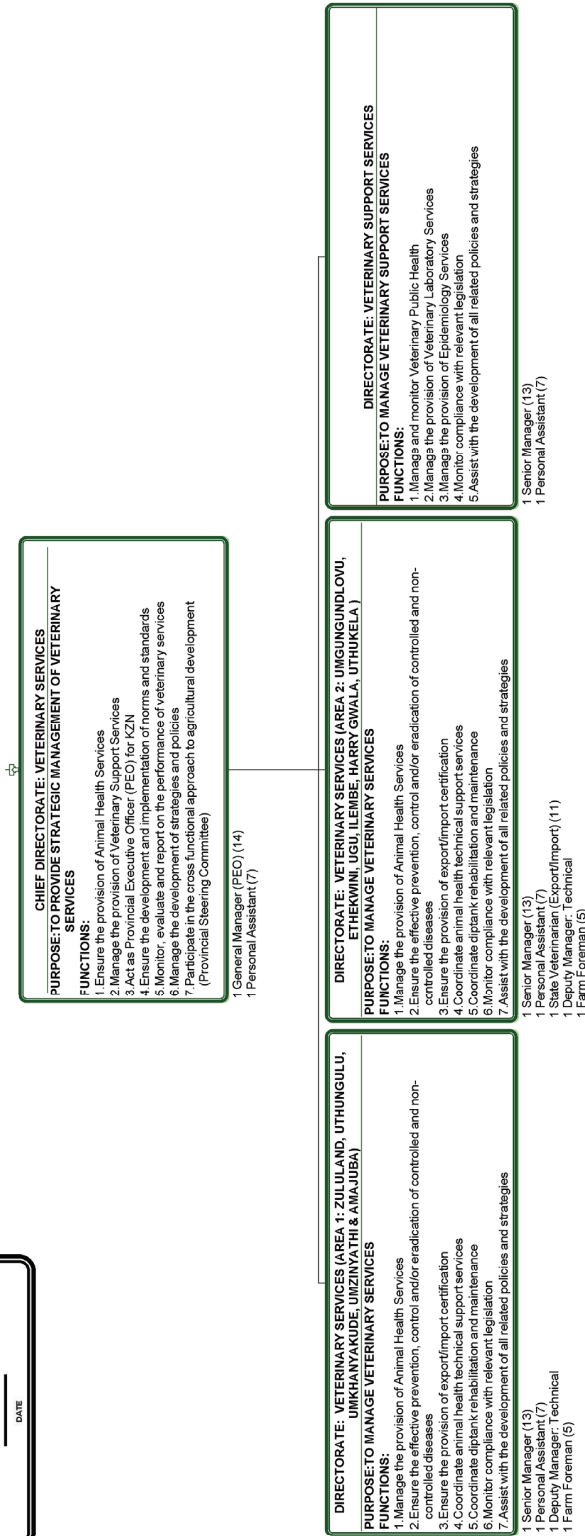 DATE
CHIEF DIRECTORATE: VETERINARY SERVICES
PURPOSE:TO PROVIDE STRATEGIC MANAGEMENT OF VETERINARY
SERVICES
FUNCTIONS:
1.Ensure the provision of Animal Health Services
2.Manage the provision of Veterinary Support Services
3.Act as Provincial Executive Officer (PEO) for KZN
4.Ensure the development and implementation of norms and standards
5.Monitor, evaluate and report on the performance of veterinary services
6.Manage the development of strategies and policies
7.Participate in the cross functional approach to agricultural development
(Provincial Steering Committee)
1 General Manager (PEO) (14)
1 Personal Assistant (7)
DIRECTORATE: VETERINARY SERVICES (AREA 1: ZULULAND, UTHUNGULU,
UMKHANYAKUDE, UMZINYATHI & AMAJUBA)
PURPOSE:TO MANAGE VETERINARY SERVICES
FUNCTIONS:
1.Manage the provision of Animal Health Services
2.Ensure the effective prevention, control and/or eradication of controlled and non-
controlled diseases
3.Ensure the provision of export/import certification
4.Coordinate animal health technical support services
5.Coordinate diptank rehabilitation and maintenance
6.Monitor compliance with relevant legislation
7.Assist with the development of all related policies and strategies
1 Senior Manager (13)
1 Personal Assistant (7)
1 Deputy Manager: Technical
1 Farm Foreman (5)
DIRECTORATE: VETERINARY SERVICES (AREA 2: UMGUNGUNDLOVU,
ETHEKWINI, UGU, ILEMBE, HARRY GWALA, UTHUKELA )
PURPOSE:TO MANAGE VETERINARY SERVICES
FUNCTIONS:
1.Manage the provision of Animal Health Services
2.Ensure the effective prevention, control and/or eradication of controlled and non-
controlled diseases
3.Ensure the provision of export/import certification
4.Coordinate animal health technical support services
5.Coordinate diptank rehabilitation and maintenance
6.Monitor compliance with relevant legislation
7.Assist with the development of all related policies and strategies
1 Senior Manager (13)
1 Personal Assistant (7)
1 State Veterinarian (Export/Import) (11)
1 Deputy Manager: Technical
1 Farm Foreman (5)
DIRECTORATE: VETERINARY SUPPORT SERVICES
PURPOSE:TO MANAGE VETERINARY SUPPORT SERVICES
FUNCTIONS:
1.Manage and monitor Veterinary Public Health
2.Manage the provision of Veterinary Laboratory Services
3.Manage the provision of Epidemiology Services
4.Monitor compliance with relevant legislation
5.Assist with the development of all related policies and strategies
1 Senior Manager (13)
1 Personal Assistant (7)